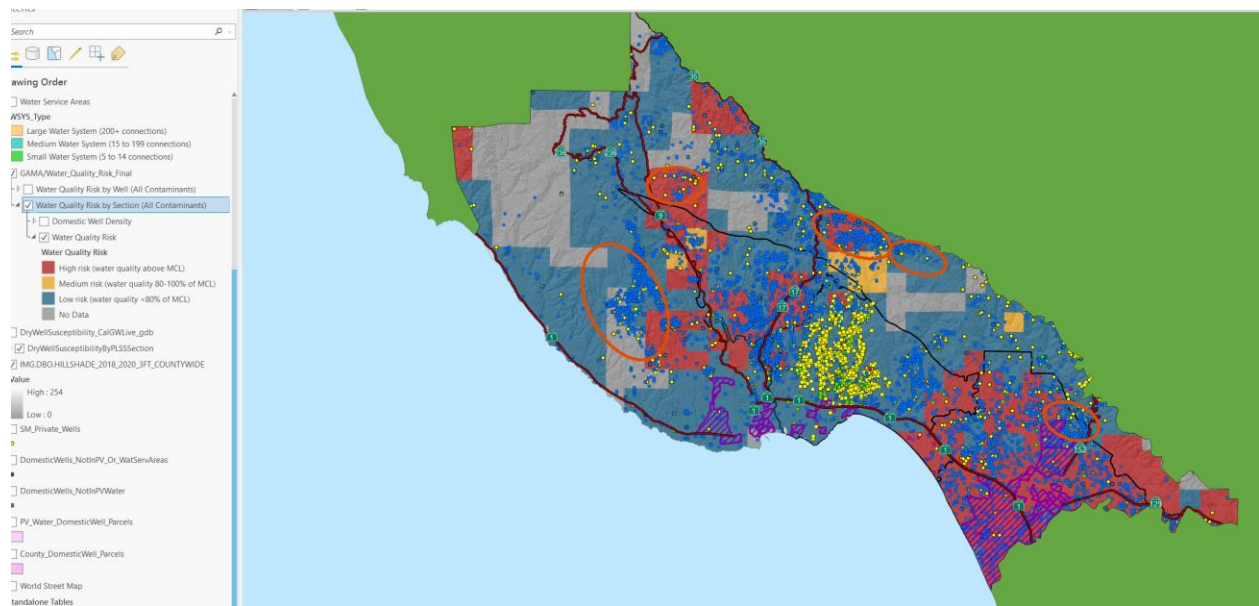 Search
Drawing Order
Water Service Areas
WSYS_Type
Large Water System (200+ connections)
Medium Water System (15 to 199 connections)
Small Water System (5 to 14 connections)
GAMA/Water_Quality_Risk_Final
Water Quality Risk by Well (All Contaminants)
Water Quality Risk by Section (All Contaminants)
Domestic Well Density
Water Quality Risk
Water Quality Risk
High risk (water quality above MCL)
Medium risk (water quality 80-100% of MCL)
Low risk (water quality <80% of MCL)
No Data
DryWellSusceptibility_CalGWLive_gdb
DryWellSusceptibilityByPLSSSection
IMG.DBO.HILLSHADE_2018_2020_3FT_COUNTYWIDE
Value
High : 254
Low : 0
SM_Private_Wells
DomesticWells_NotInPV_Or_WatServAreas
DomesticWells_NotInPVWater
PV_Water_DomesticWell_Parcels
County_DomesticWell_Parcels
World Street Map
Standalone Tables
35
9
17
1
1
1
1
1
1
1